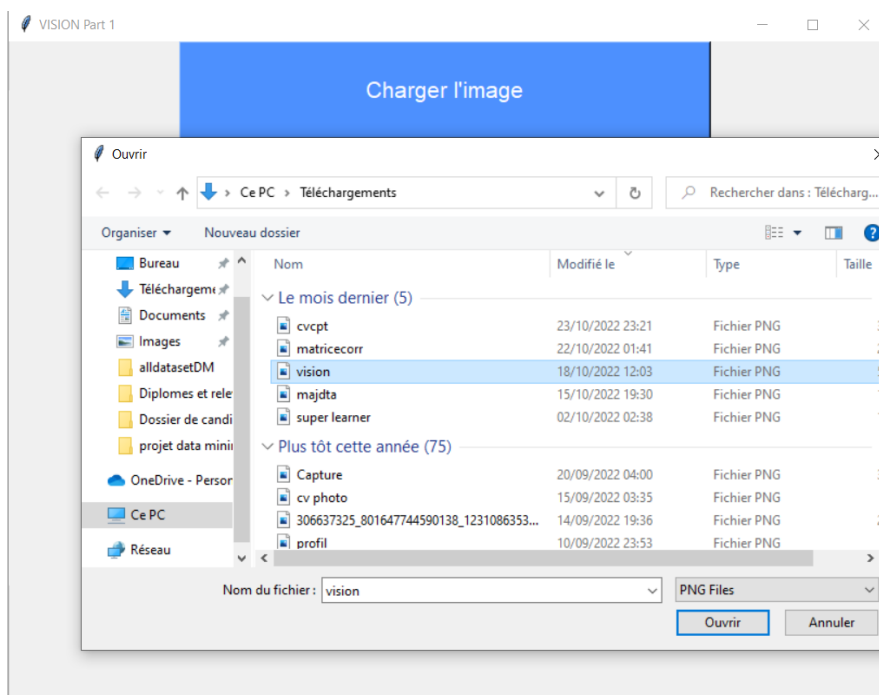 VISION Part 1
Charger l'image
Ouvrir
Ce PC > Téléchargements
Rechercher dans : Télécharg...
Organiser
Nouveau dossier
Nom
Modifié le
Type
Taille
Bureau
Téléchargeme
Documents
Images
alldatasetDM
Diplomes et rele
Dossier de candi
projet data minii
OneDrive - Person
Ce PC
Réseau
Le mois dernier (5)
cvcpt 23/10/2022 23:21 Fichier PNG
matricecorr 22/10/2022 01:41 Fichier PNG
vision 18/10/2022 12:03 Fichier PNG
majdta 15/10/2022 19:30 Fichier PNG
super learner 02/10/2022 02:38 Fichier PNG
Plus tôt cette année (75)
Capture 20/09/2022 04:00 Fichier PNG
cv photo 15/09/2022 03:35 Fichier PNG
306637325_801647744590138_1231086353... 14/09/2022 19:36 Fichier PNG
profil 10/09/2022 23:53 Fichier PNG
Nom du fichier : vision
PNG Files
Ouvrir
Annuler